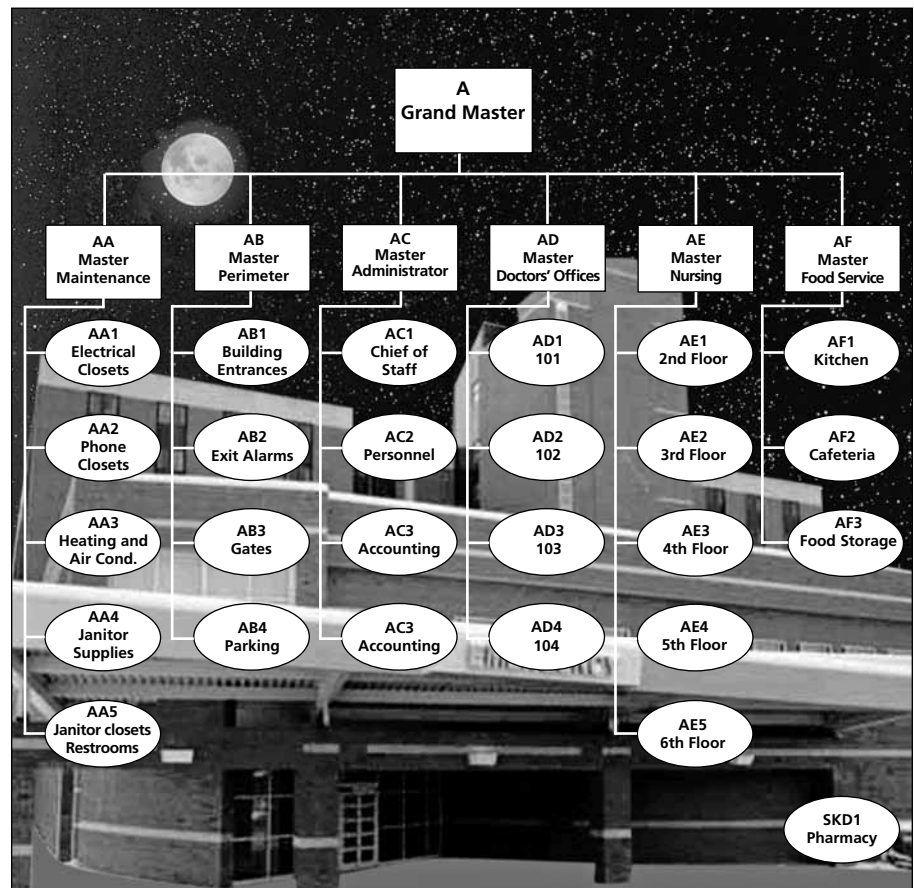 A
Grand Master
AA
Master
Maintenance
AB
Master
Perimeter
AC
Master
Administrator
AD
Master
Doctors’ Offices
AE
Master
Nursing
AF
Master
Food Service
AA1
Electrical
Closets
AA2
Phone
Closets
AA3
Heating and
Air Cond.
AA4
Janitor
Supplies
AA5
Janitor closets
Restrooms
AB1
Building
Entrances
AB2
Exit Alarms
AB3
Gates
AB4
Parking
AC1
Chief of
Staff
AC2
Personnel
AC3
Accounting
AC3
Accounting
AD1
101
AD2
102
AD3
103
AD4
104
AE1
2nd Floor
AE2
3rd Floor
AE3
4th Floor
AE4
5th Floor
AE5
6th Floor
AF1
Kitchen
AF2
Cafeteria
AF3
Food Storage
SKD1
Pharmacy